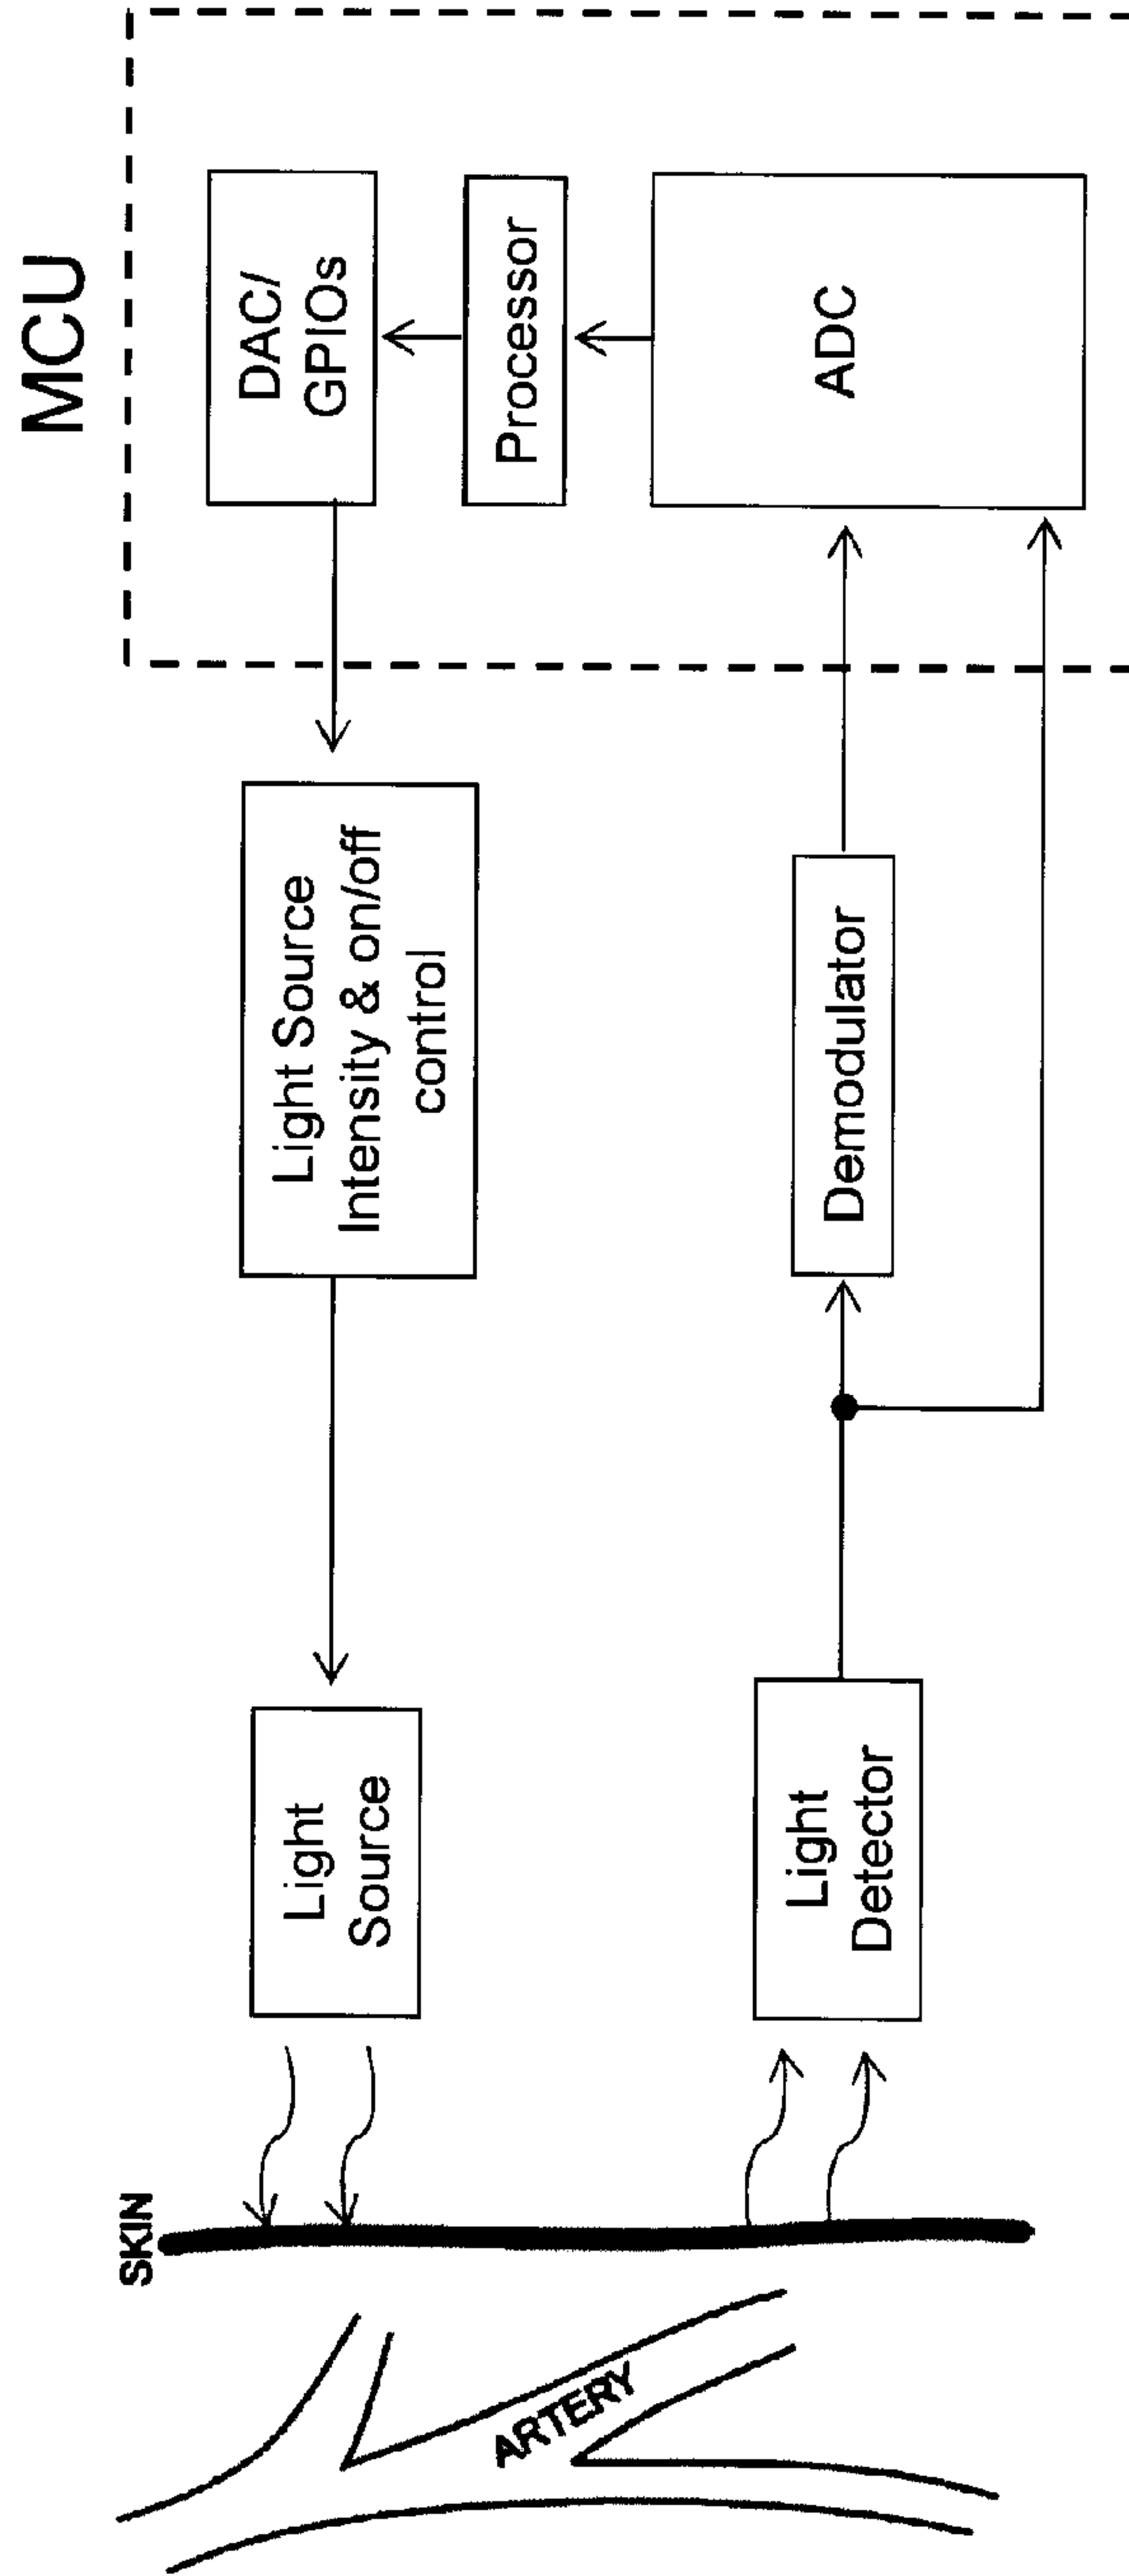 MCU
DAC/
GPIOs
Processor
ADC
Light Source
Intensity & on/off
control
Demodulator
Light
Source
Light
Detector
SKIN
ARTERY